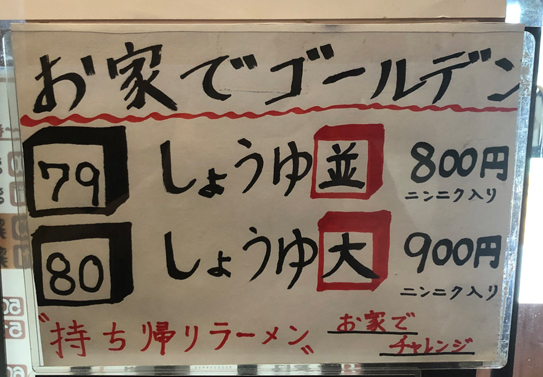 お家でゴールデン
79 しょうゆ並 800円
ニンニク入り
80 しょうゆ大 900円
ニンニク入り
"持ち帰りラーメン" お家で
チャレンジ